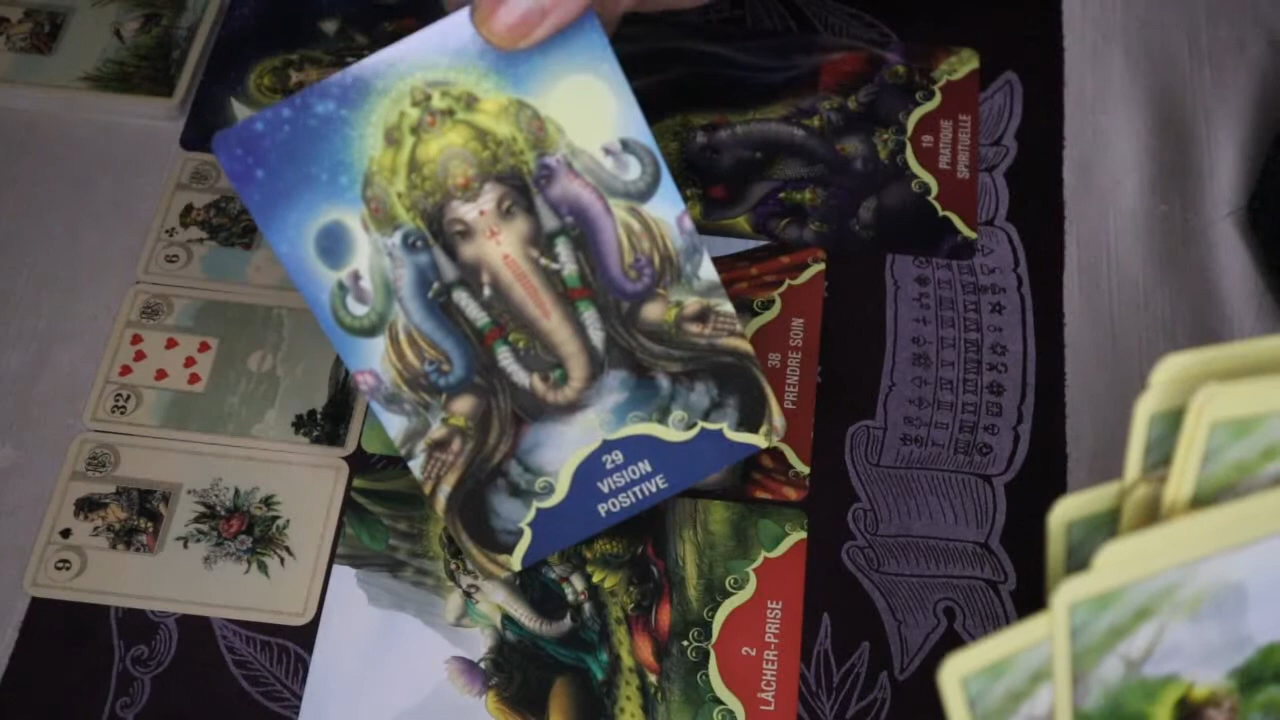 29
VISION
POSITIVE
19
PRATIQUE
SPIRITUELLE
38
PRENDRE SOIN
2
LÂCHER-PRISE
6
32
9